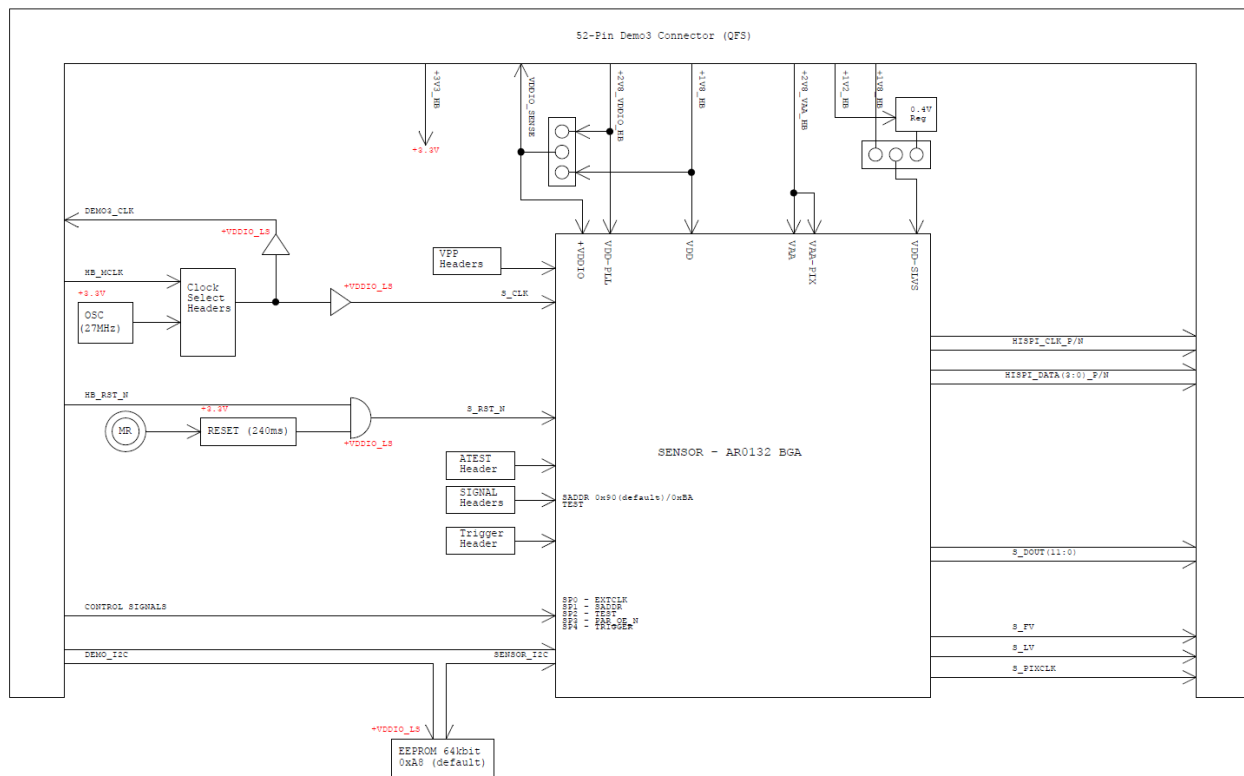 52-Pin Demo3 Connector (QFS)
+3V3_HB
VDDIO_SENSE
+2V8_VDDIO_HB
+1V8_HB
+2V8_VAA_HB
+1V2_HB
+1V8_HB
0.4V
Reg
+3.3V
DEMO3_CLK
+VDDIO_LS
+VDDIO
VDD-PLL
VDD
VAA
VAA-PIX
VDD-SLVS
VPP
Headers
HB_MCLK
+3.3V
OSC
(27MHz)
Clock
Select
Headers
+VDDIO_LS
S_CLK
HISPI_CLK_P/N
HISPI_DATA(3:0)_P/N
HB_RST_N
+3.3V
MR
RESET (240ms)
+VDDIO_LS
S_RST_N
SENSOR - AR0132 BGA
ATEST
Header
SIGNAL
Headers
SADDR 0x90(default)/0xBA
TEST
Trigger
Header
S_DOUT(11:0)
CONTROL SIGNALS
SP0 - EXTCLK
SP1 - SADDR
SP2 - TEST
SP3 - PAR_OE_N
SP4 - TRIGGER
S_FV
DEMO_I2C
SENSOR_I2C
S_LV
S_PIXCLK
+VDDIO_LS
EEPROM 64kbit
0xA8 (default)